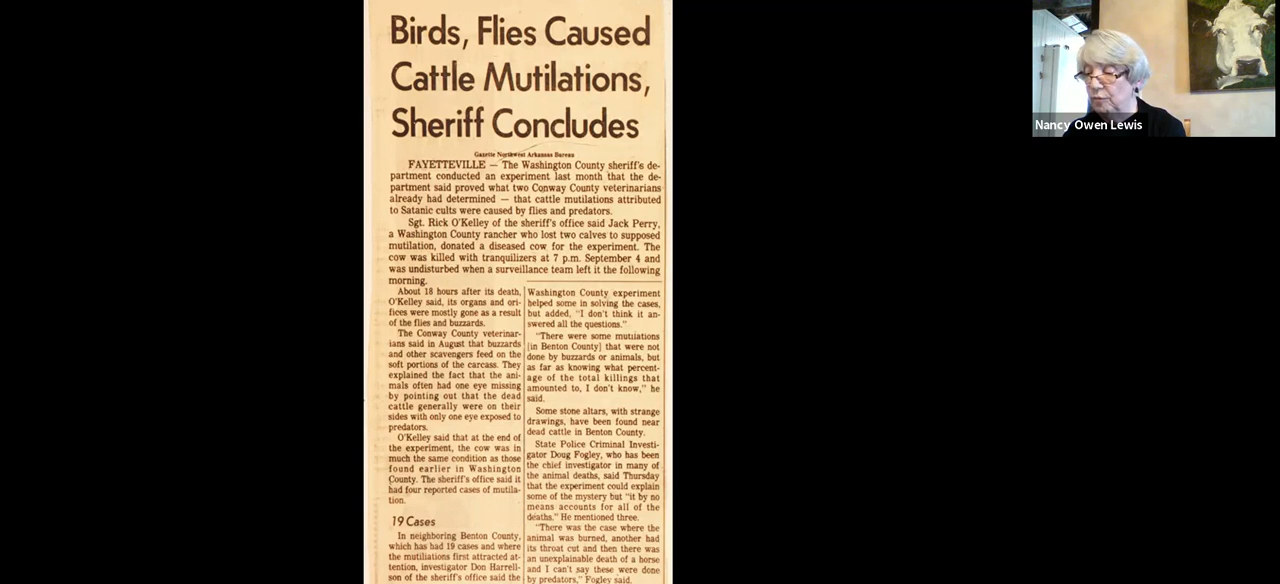 Birds, Flies Caused
Cattle Mutilations,
Sheriff Concludes
Gazette Northwest Arkansas Bureau
FAYETTEVILLE — The Washington County sheriff's de-
partment conducted an experiment last month that the de-
partment said proved what two Conway County veterinarians
already had determined — that cattle mutilations attributed
to Satanic cults were caused by flies and predators.
Sgt. Rick O'Kelley of the sheriff's office said Jack Perry,
a Washington County rancher who lost two calves to supposed
mutilation, donated a diseased cow for the experiment. The
cow was killed with tranquilizers at 7 p.m. September 4 and
was undisturbed when a surveillance team left it the following
morning.
About 18 hours after its death,
O'Kelley said, its organs and ori-
fices were mostly gone as a result
of the flies and buzzards.
The Conway County veterinar-
ians said in August that buzzards
and other scavengers feed on the
soft portions of the carcass. They
explained the fact that the ani-
mals often had one eye missing
by pointing out that the dead
cattle generally were on their
sides with only one eye exposed to
predators.
O'Kelley said that at the end of
the experiment, the cow was in
much the same condition as those
found earlier in Washington
County. The sheriff's office said it
had four reported cases of mutila-
tion.
19 Cases
In neighboring Benton County,
which has had 19 cases and where
the mutiliations first attracted at-
tention, investigator Don Harrell-
son of the sheriff's office said the
Washington County experiment
helped some in solving the cases,
but added, "I don't think it an-
swered all the questions."
"There were some mutiiations
[in Benton County] that were not
done by buzzards or animals, but
as far as knowing what percent-
age of the total killings that
amounted to, I don't know," he
said.
Some stone altars, with strange
drawings, have been found near
dead cattle in Benton County.
State Police Criminal Investi-
gator Doug Fogley, who has been
the chief investigator in many of
the animal deaths, said Thursday
that the experiment could explain
some of the mystery but "it by no
means accounts for all of the
deaths." He mentioned three.
"There was the case where the
animal was burned, another had
its throat cut and then there was
an unexplainable death of a horse
and I can't say these were done
by predators," Fogley said.
Nancy Owen Lewis